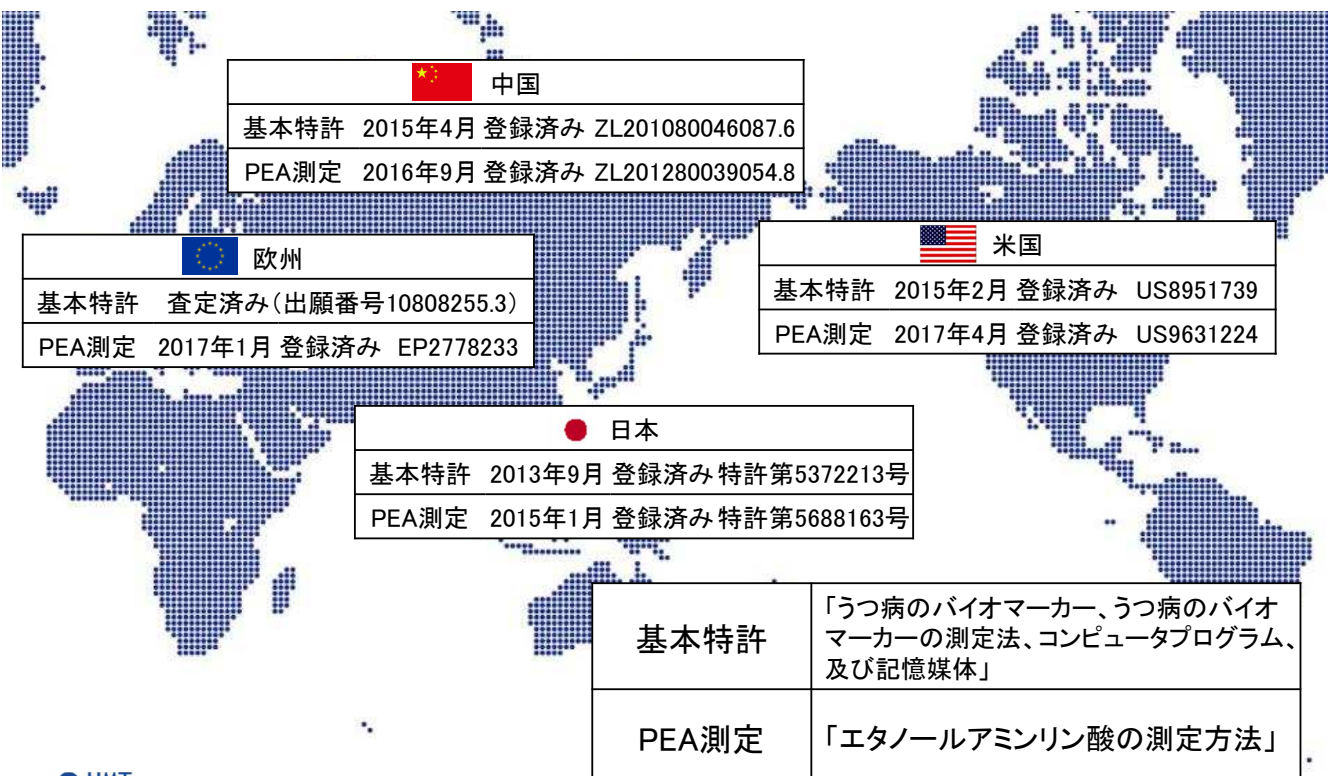 中国
基本特許 2015年4月 登録済み ZL201080046087.6
PEA測定 2016年9月 登録済み ZL201280039054.8
欧州
基本特許 査定済み(出願番号10808255.3)
PEA測定 2017年1月 登録済み EP2778233
米国
基本特許 2015年2月 登録済み US8951739
PEA測定 2017年4月 登録済み US9631224
日本
基本特許 2013年9月 登録済み 特許第5372213号
PEA測定 2015年1月 登録済み 特許第5688163号
基本特許
「うつ病のバイオマーカー、うつ病のバイオ
マーカーの測定法、コンピュータプログラム、
及び記憶媒体」
PEA測定
「エタノールアミンリン酸の測定方法」